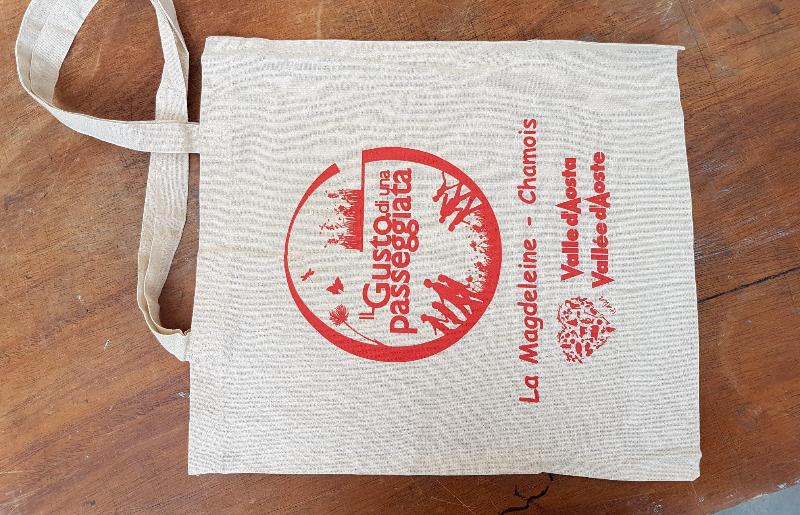 IL Gusto di una
passeggiata
La Magdeleine - Chamois
Valle d'Aosta
Vallée d'Aoste